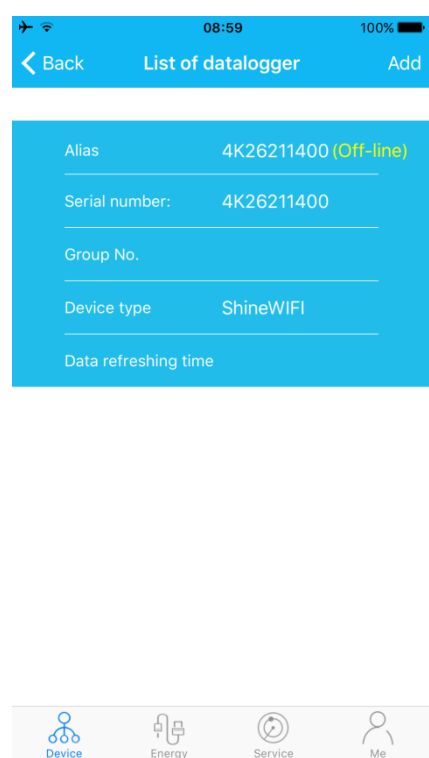 08:59 100%
Back List of datalogger Add
Alias 4K26211400 (Off-line)
Serial number: 4K26211400
Group No.
Device type ShineWIFI
Data refreshing time
Device Energy Service Me